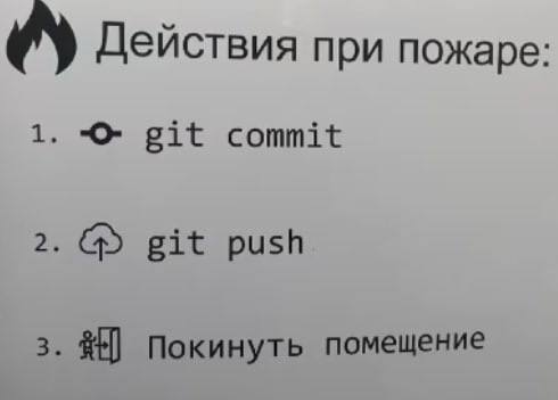 Действия при пожаре:
1. git commit
2. git push
3. Покинуть помещение